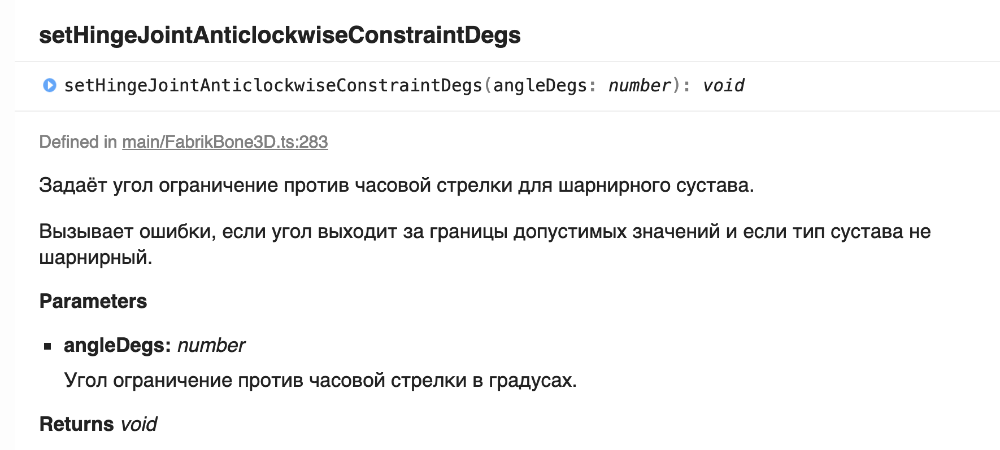 setHingeJointAnticlockwiseConstraintDegs
setHingeJointAnticlockwiseConstraintDegs(angleDegs: number): void
Defined in main/FabrikBone3D.ts:283
Задаёт угол ограничение против часовой стрелки для шарнирного сустава.
Вызывает ошибки, если угол выходит за границы допустимых значений и если тип сустава не
шарнирный.
Parameters
angleDegs: number
Угол ограничение против часовой стрелки в градусах.
Returns void